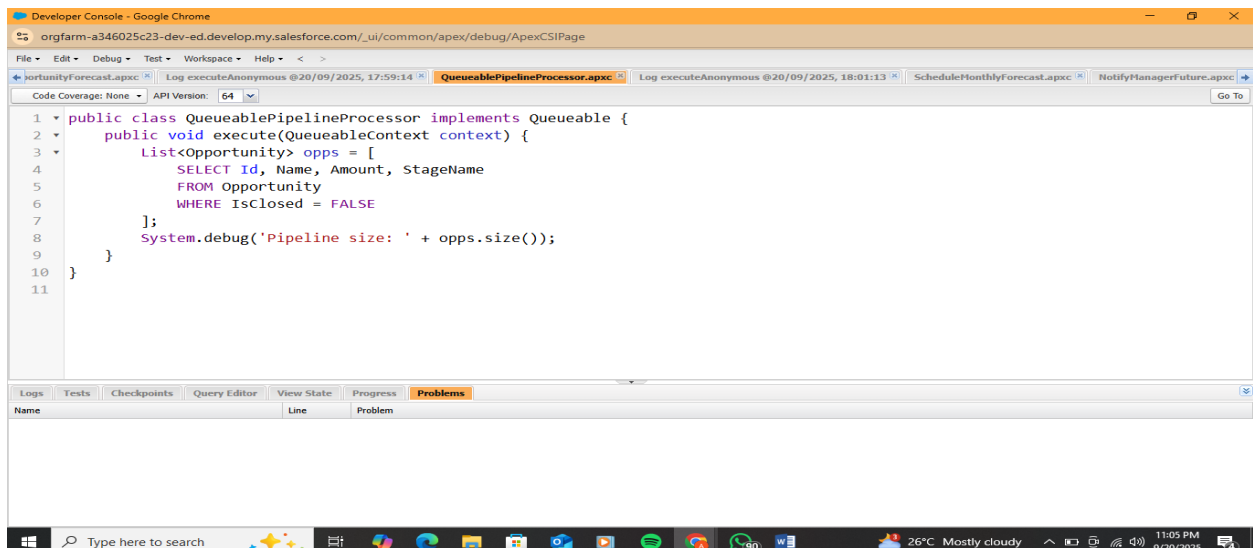 Developer Console - Google Chrome
orgfarm-a346025c23-dev-ed.develop.my.salesforce.com/_ui/common/apex/debug/ApexCSIPage
File Edit Debug Test Workspace Help < >
ortunityForecast.apxc Log executeAnonymous @20/09/2025, 17:59:14 QueueablePipelineProcessor.apxc Log executeAnonymous @20/09/2025, 18:01:13 ScheduleMonthlyForecast.apxc NotifyManagerFuture.apxc
Code Coverage: None API Version: 64 Go To
1 public class QueueablePipelineProcessor implements Queueable {
2 public void execute(QueueableContext context) {
3 List<Opportunity> opps = [
4 SELECT Id, Name, Amount, StageName
5 FROM Opportunity
6 WHERE IsClosed = FALSE
7 ];
8 System.debug('Pipeline size: ' + opps.size());
9 }
10 }
11
Logs Tests Checkpoints Query Editor View State Progress Problems
Name Line Problem
Type here to search 90 26°C Mostly cloudy 11:05 PM
9/20/2025 4